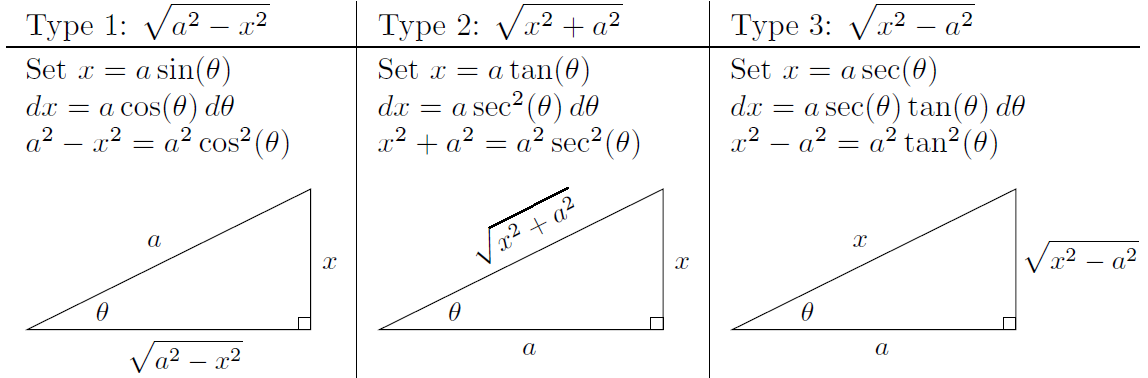 Type 1: √(a² − x²)
Set x = a sin(θ)
dx = a cos(θ) dθ
a² − x² = a² cos²(θ)
a
x
θ
√(a² − x²)
Type 2: √(x² + a²)
Set x = a tan(θ)
dx = a sec²(θ) dθ
x² + a² = a² sec²(θ)
√(x² + a²)
x
θ
a
Type 3: √(x² − a²)
Set x = a sec(θ)
dx = a sec(θ) tan(θ) dθ
x² − a² = a² tan²(θ)
x
√(x² − a²)
θ
a